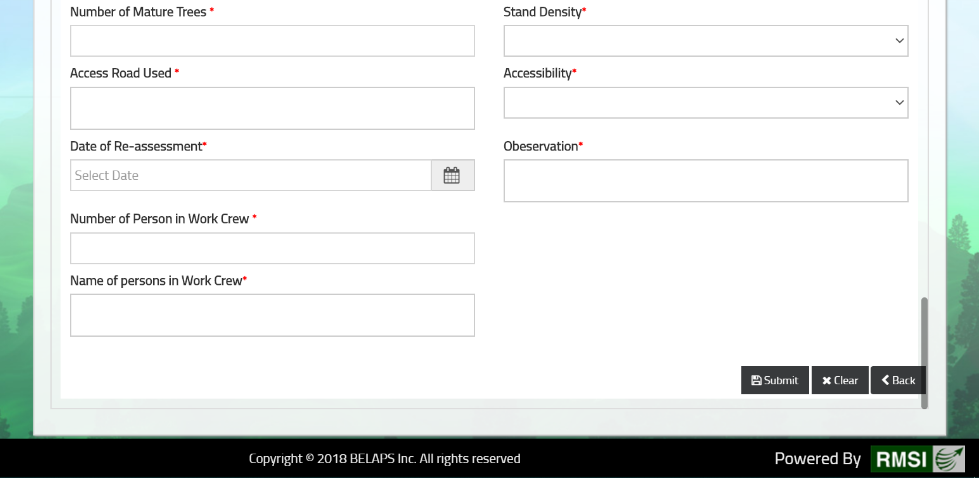 Number of Mature Trees *
Stand Density*
Access Road Used *
Accessibility*
Date of Re-assessment*
Obeservation*
Select Date
Number of Person in Work Crew *
Name of persons in Work Crew*
Submit
Clear
Back
Copyright © 2018 BELAPS Inc. All rights reserved
Powered By RMSI